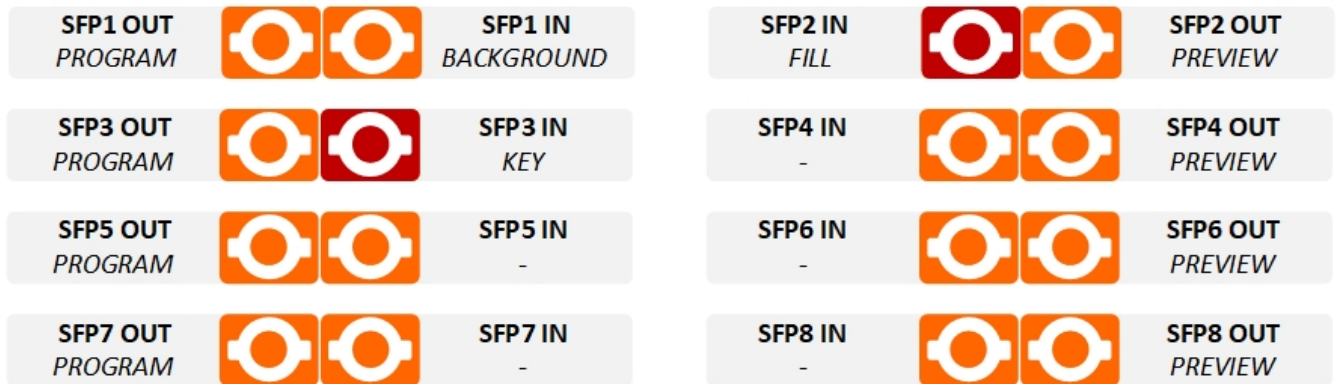 SFP1 OUT
PROGRAM
SFP1 IN
BACKGROUND
SFP2 IN
FILL
SFP2 OUT
PREVIEW
SFP3 OUT
PROGRAM
SFP3 IN
KEY
SFP4 IN
-
SFP4 OUT
PREVIEW
SFP5 OUT
PROGRAM
SFP5 IN
-
SFP6 IN
-
SFP6 OUT
PREVIEW
SFP7 OUT
PROGRAM
SFP7 IN
-
SFP8 IN
-
SFP8 OUT
PREVIEW